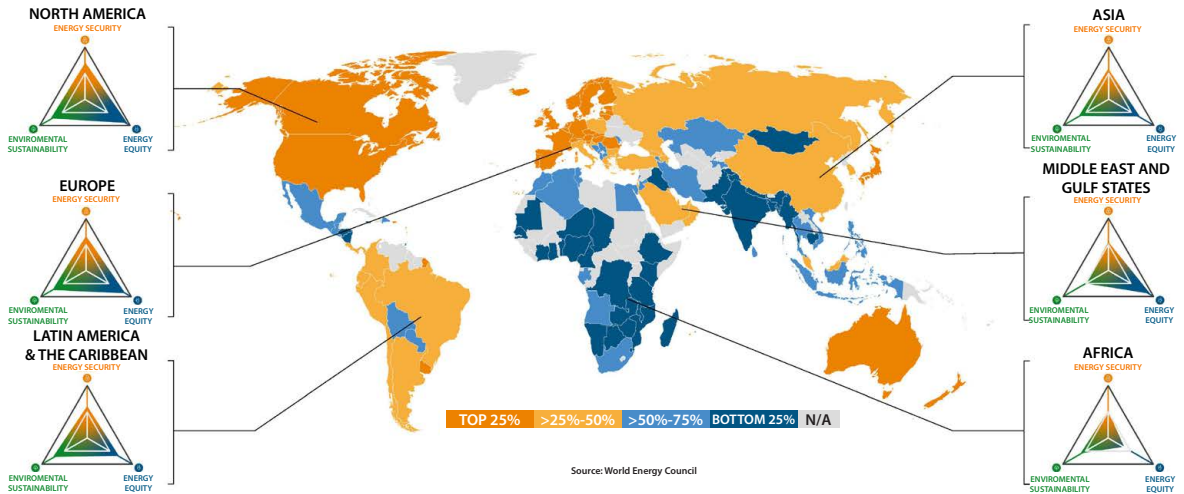 NORTH AMERICA
ENERGY SECURITY
ENVIROMENTAL
SUSTAINABILITY
ENERGY
EQUITY
EUROPE
ENERGY SECURITY
ENVIROMENTAL
SUSTAINABILITY
ENERGY
EQUITY
LATIN AMERICA
& THE CARIBBEAN
ENERGY SECURITY
ENVIROMENTAL
SUSTAINABILITY
ENERGY
EQUITY
ASIA
ENERGY SECURITY
ENVIROMENTAL
SUSTAINABILITY
ENERGY
EQUITY
MIDDLE EAST AND
GULF STATES
ENERGY SECURITY
ENVIROMENTAL
SUSTAINABILITY
ENERGY
EQUITY
AFRICA
ENERGY SECURITY
ENVIROMENTAL
SUSTAINABILITY
ENERGY
EQUITY
TOP 25% >25%-50% >50%-75% BOTTOM 25% N/A
Source: World Energy Council